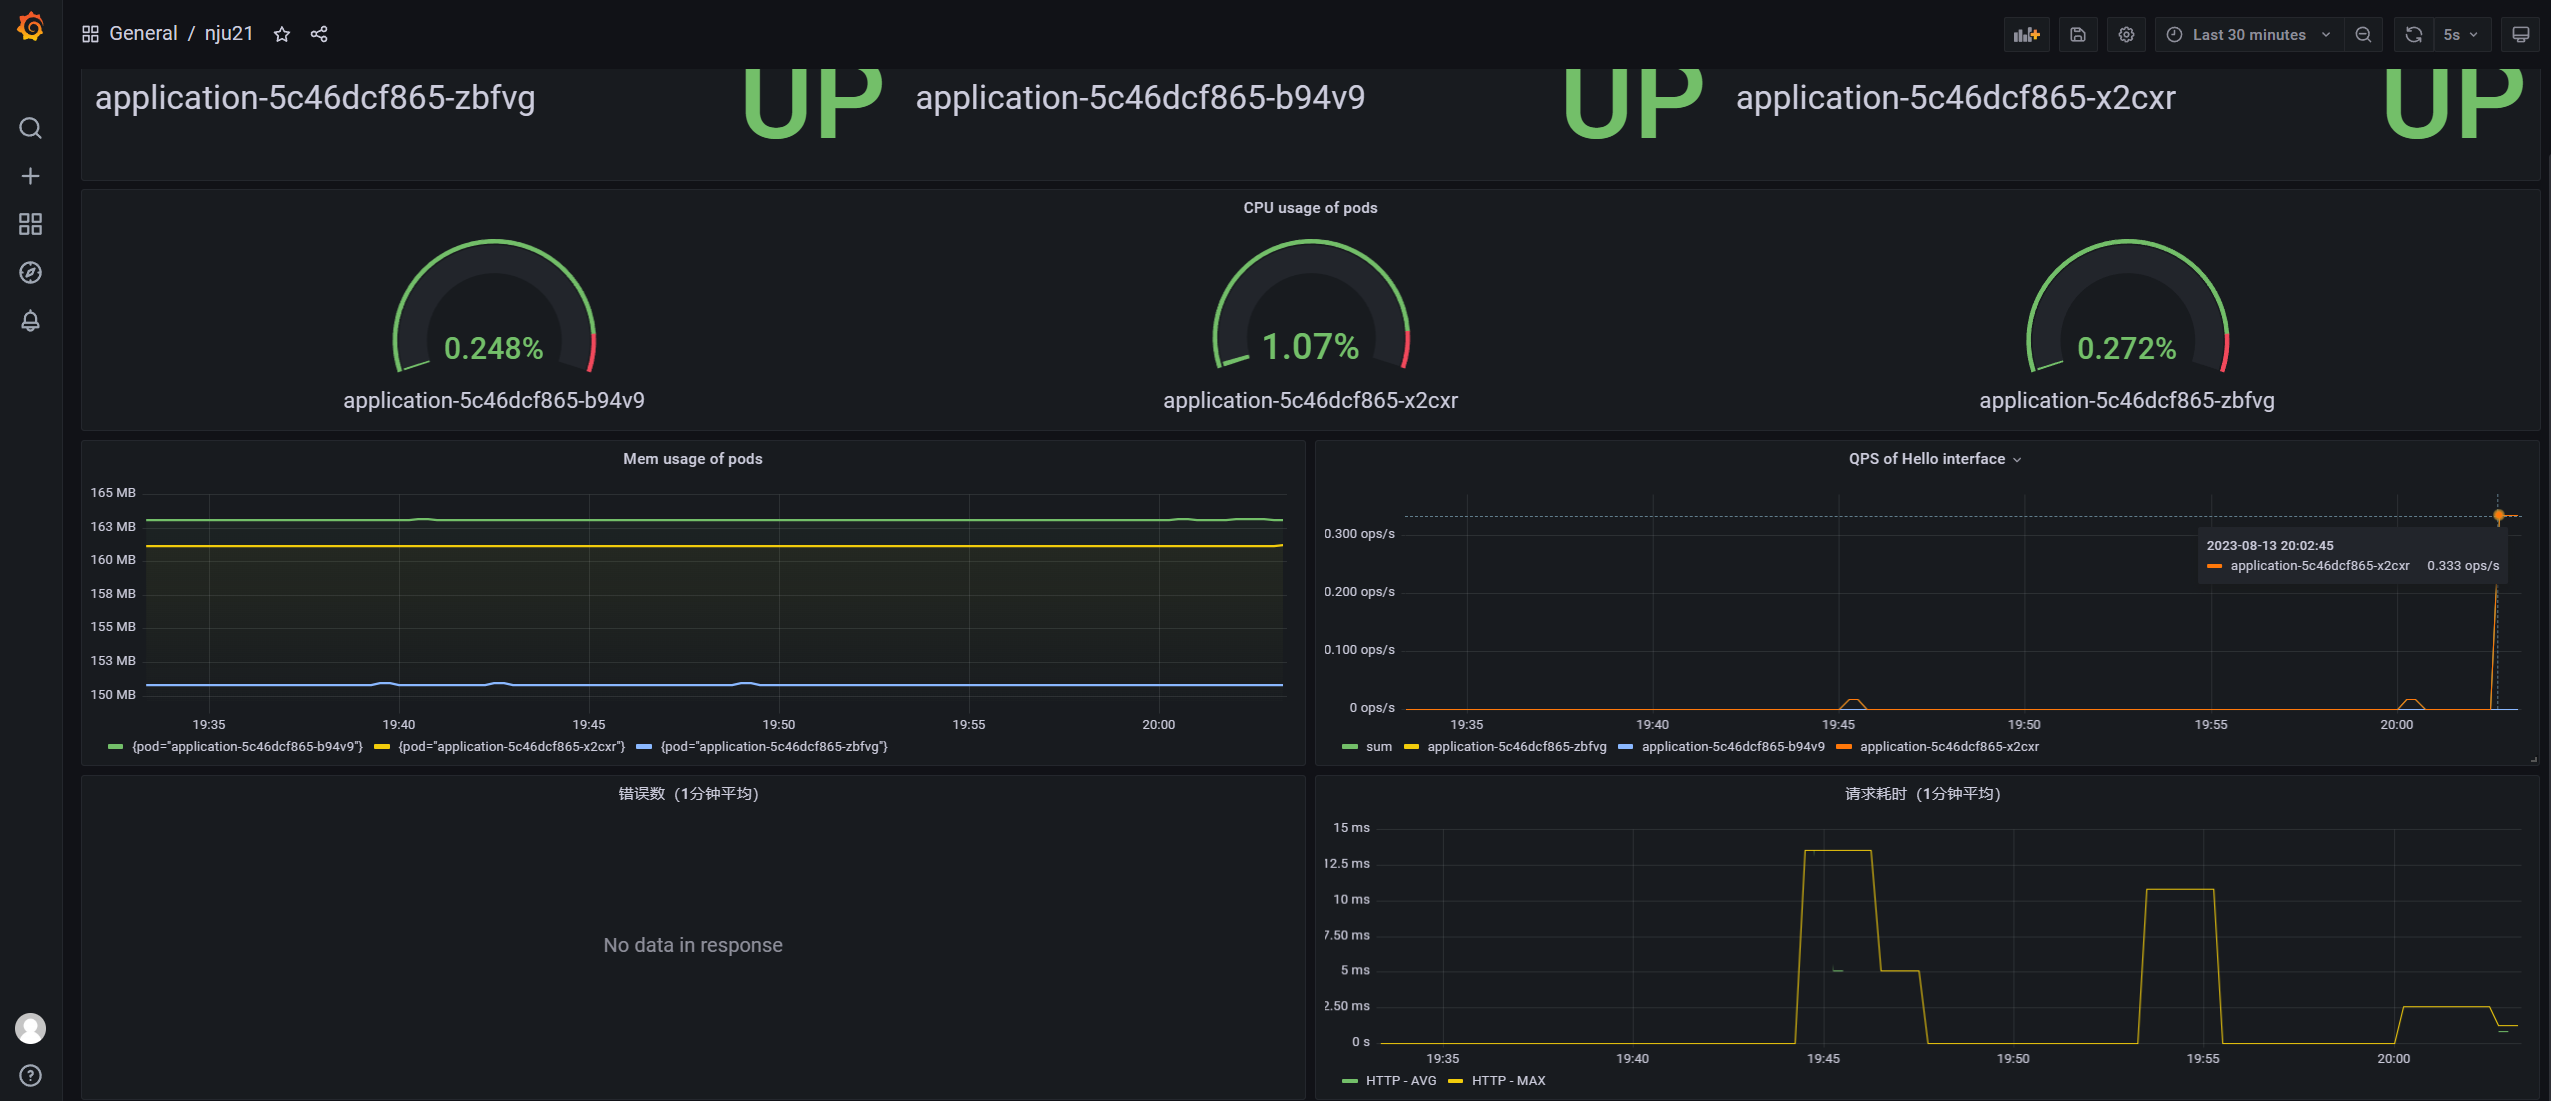 General / nju21
Last 30 minutes
5s
application-5c46dcf865-zbfvg
UP
application-5c46dcf865-b94v9
UP
application-5c46dcf865-x2cxr
UP
CPU usage of pods
0.248%
application-5c46dcf865-b94v9
1.07%
application-5c46dcf865-x2cxr
0.272%
application-5c46dcf865-zbfvg
Mem usage of pods
165 MB
163 MB
160 MB
158 MB
155 MB
153 MB
150 MB
19:35 19:40 19:45 19:50 19:55 20:00
{pod="application-5c46dcf865-b94v9"} {pod="application-5c46dcf865-x2cxr"} {pod="application-5c46dcf865-zbfvg"}
QPS of Hello interface
0.300 ops/s
0.200 ops/s
0.100 ops/s
0 ops/s
2023-08-13 20:02:45
application-5c46dcf865-x2cxr 0.333 ops/s
19:35 19:40 19:45 19:50 19:55 20:00
sum application-5c46dcf865-zbfvg application-5c46dcf865-b94v9 application-5c46dcf865-x2cxr
错误数（1分钟平均）
No data in response
请求耗时（1分钟平均）
15 ms
12.5 ms
10 ms
7.50 ms
5 ms
2.50 ms
0 s
19:35 19:40 19:45 19:50 19:55 20:00
HTTP - AVG HTTP - MAX